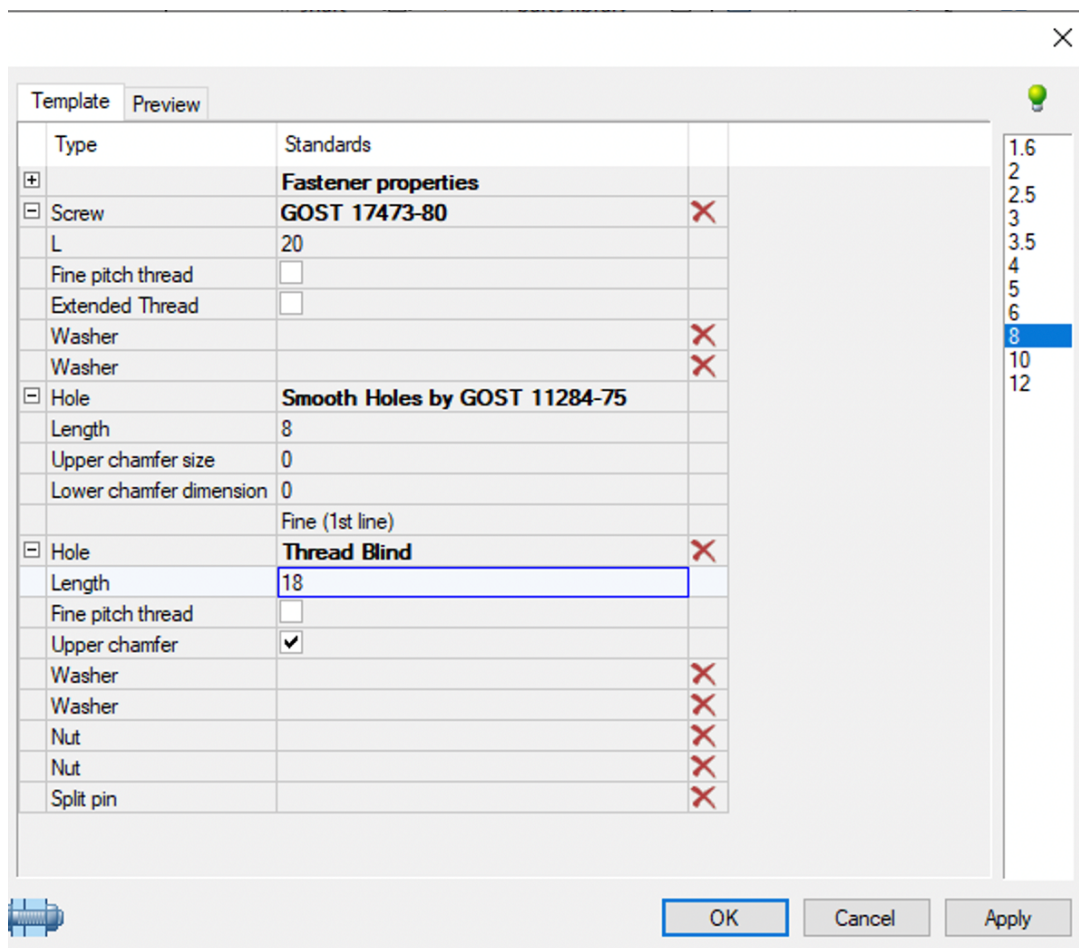 Template Preview
Type Standards
Fastener properties
Screw GOST 17473-80
L 20
Fine pitch thread
Extended Thread
Washer
Washer
Hole Smooth Holes by GOST 11284-75
Length 8
Upper chamfer size 0
Lower chamfer dimension 0
Fine (1st line)
Hole Thread Blind
Length 18
Fine pitch thread
Upper chamfer
Washer
Washer
Nut
Nut
Split pin
1.6
2
2.5
3
3.5
4
5
6
8
10
12
OK Cancel Apply